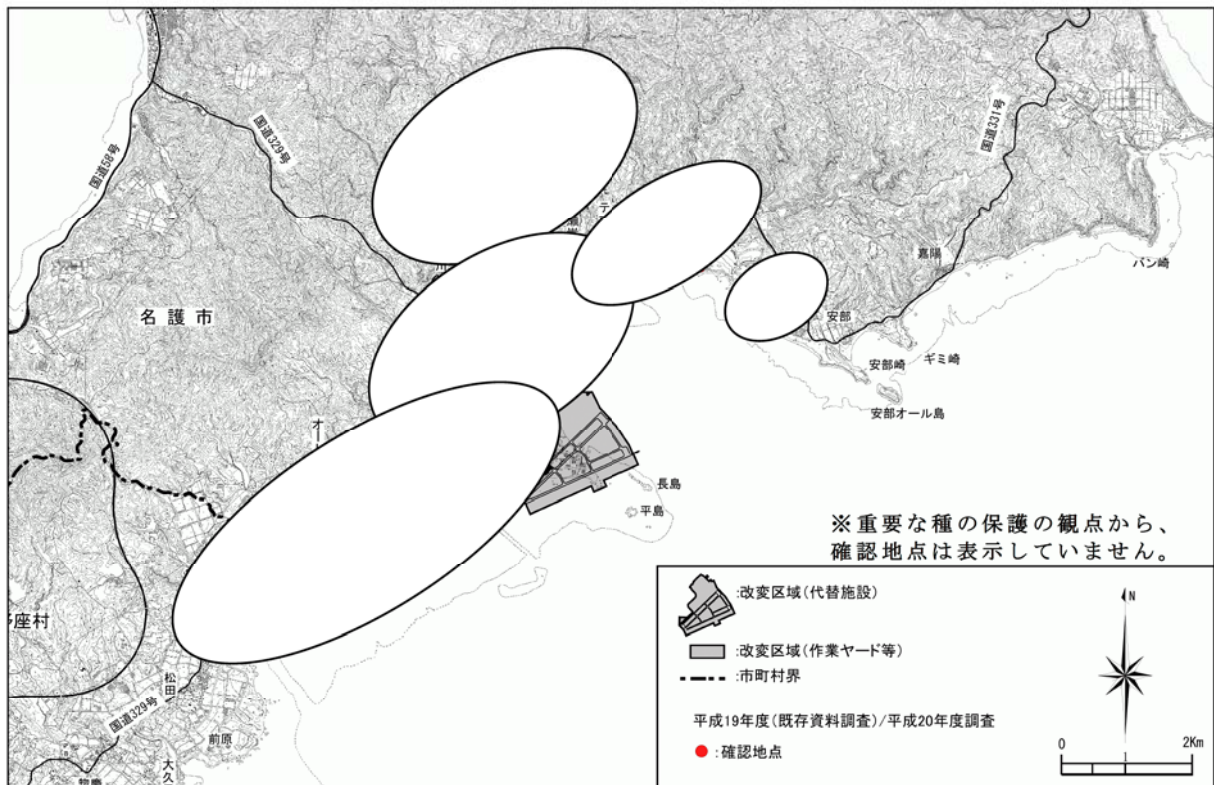 国道58号
国道329号
国道331号
名護市
嘉陽
バン崎
安部
安部崎
ギミ崎
安部オール島
長島
平島
※重要な種の保護の観点から、
確認地点は表示していません。
座村
松田
国道329号
前原
:改変区域(代替施設)
:改変区域(作業ヤード等)
:市町村界
平成19年度(既存資料調査)/平成20年度調査
:確認地点
N
0 1 2Km